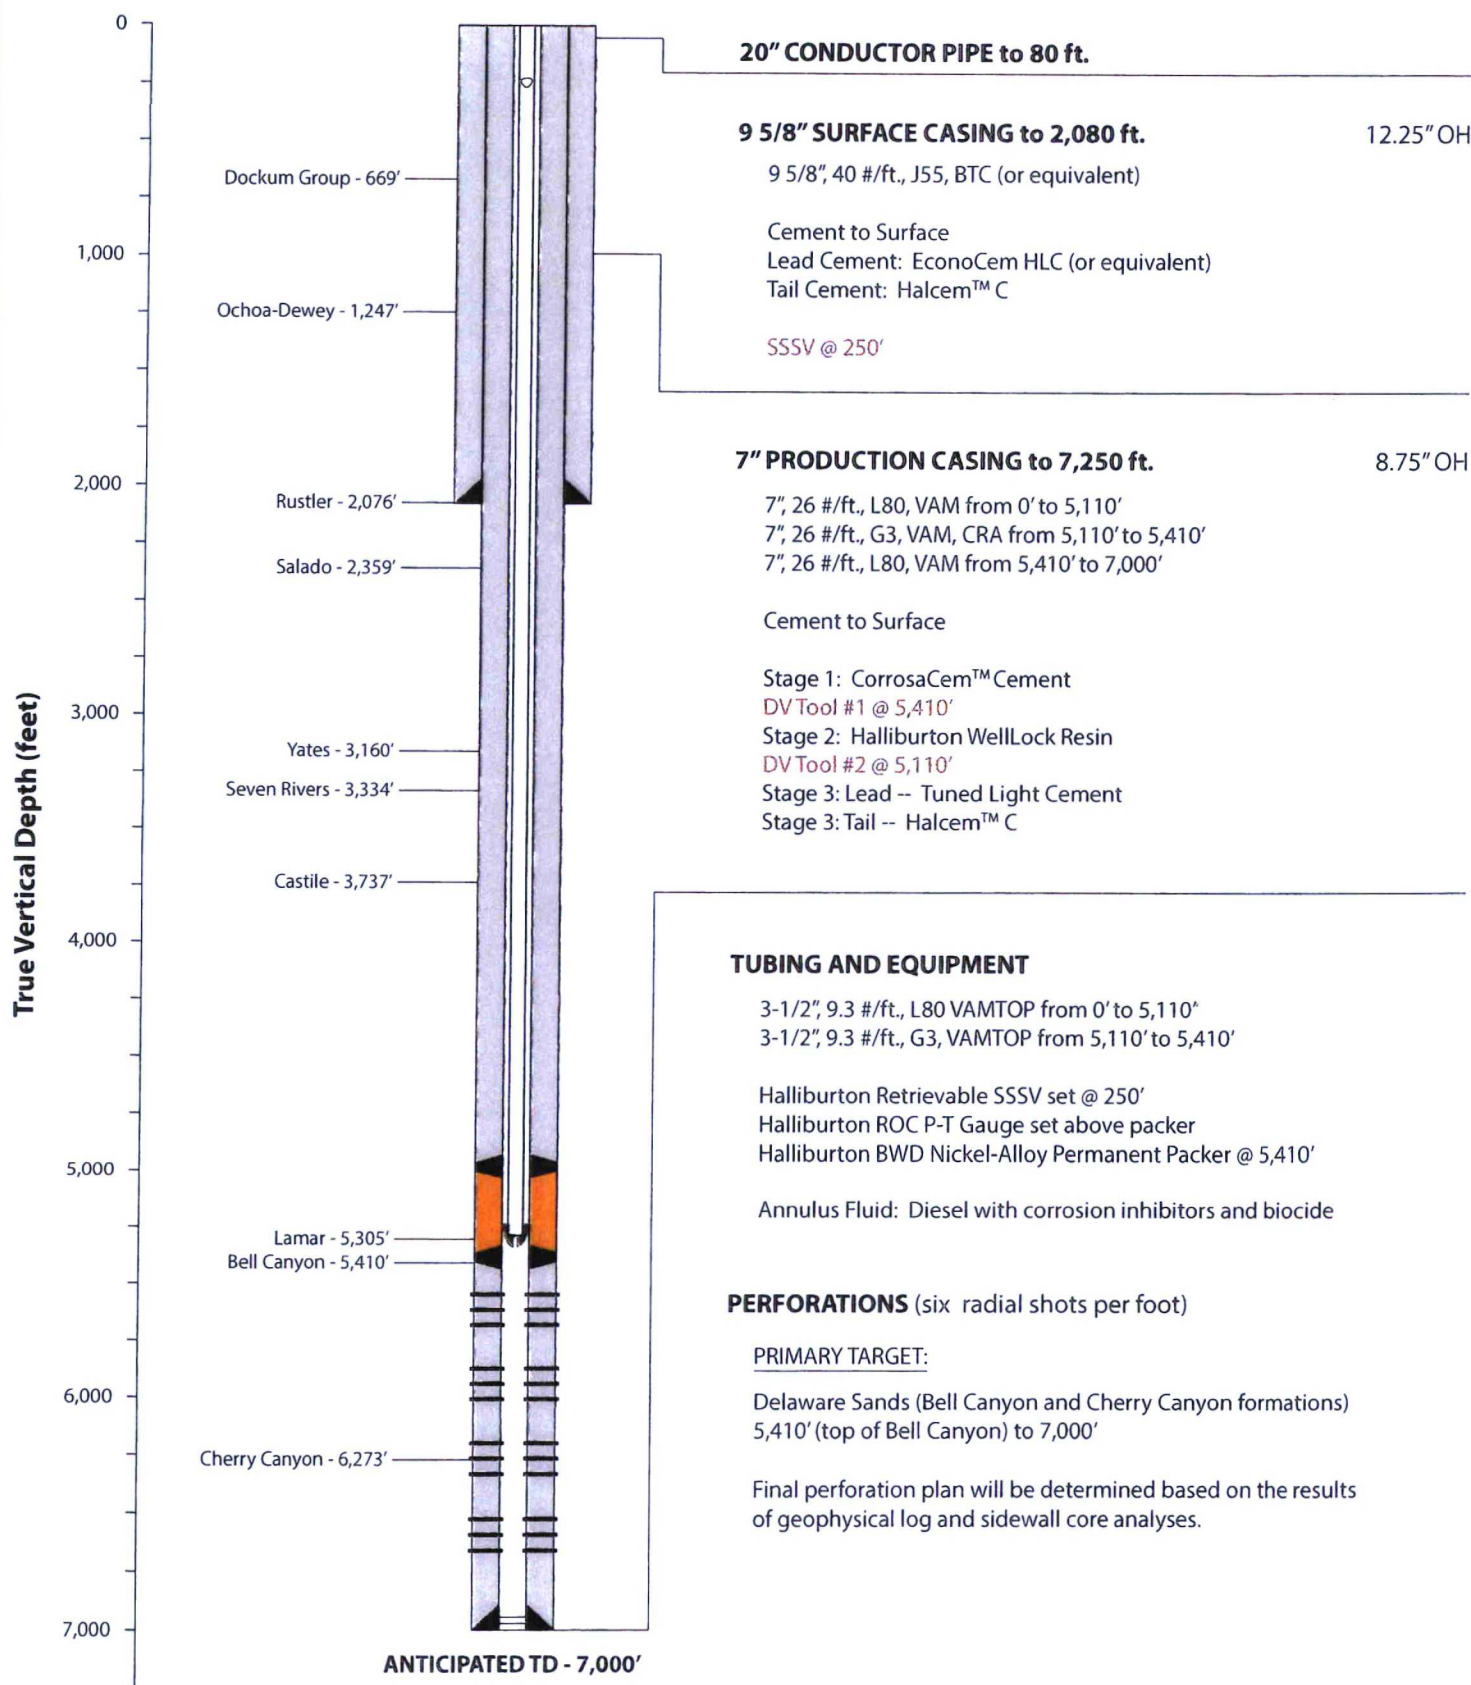 0
20" CONDUCTOR PIPE to 80 ft.
9 5/8" SURFACE CASING to 2,080 ft.
12.25" OH
9 5/8", 40 #/ft., J55, BTC (or equivalent)
Dockum Group - 669'
Cement to Surface
1,000
Lead Cement: EconoCem HLC (or equivalent)
Tail Cement: Halcem™ C
Ochoa-Dewey - 1,247'
SSSV @ 250'
7" PRODUCTION CASING to 7,250 ft.
8.75" OH
2,000
Rustler - 2,076'
7", 26 #/ft., L80, VAM from 0' to 5,110'
7", 26 #/ft., G3, VAM, CRA from 5,110' to 5,410'
7", 26 #/ft., L80, VAM from 5,410' to 7,000'
Salado - 2,359'
Cement to Surface
Stage 1: CorrosaCem™ Cement
DV Tool #1 @ 5,410'
3,000
Stage 2: Halliburton WellLock Resin
DV Tool #2 @ 5,110'
Yates - 3,160'
Seven Rivers - 3,334'
Stage 3: Lead -- Tuned Light Cement
Stage 3: Tail -- Halcem™ C
True Vertical Depth (feet)
Castile - 3,737'
4,000
TUBING AND EQUIPMENT
3-1/2", 9.3 #/ft., L80 VAMTOP from 0' to 5,110"
3-1/2", 9.3 #/ft., G3, VAMTOP from 5,110' to 5,410'
Halliburton Retrievable SSSV set @ 250'
Halliburton ROC P-T Gauge set above packer
Halliburton BWD Nickel-Alloy Permanent Packer @ 5,410'
5,000
Annulus Fluid: Diesel with corrosion inhibitors and biocide
Lamar - 5,305'
Bell Canyon - 5,410'
PERFORATIONS (six radial shots per foot)
PRIMARY TARGET:
6,000
Delaware Sands (Bell Canyon and Cherry Canyon formations)
5,410' (top of Bell Canyon) to 7,000'
Cherry Canyon - 6,273'
Final perforation plan will be determined based on the results
of geophysical log and sidewall core analyses.
7,000
ANTICIPATED TD - 7,000'